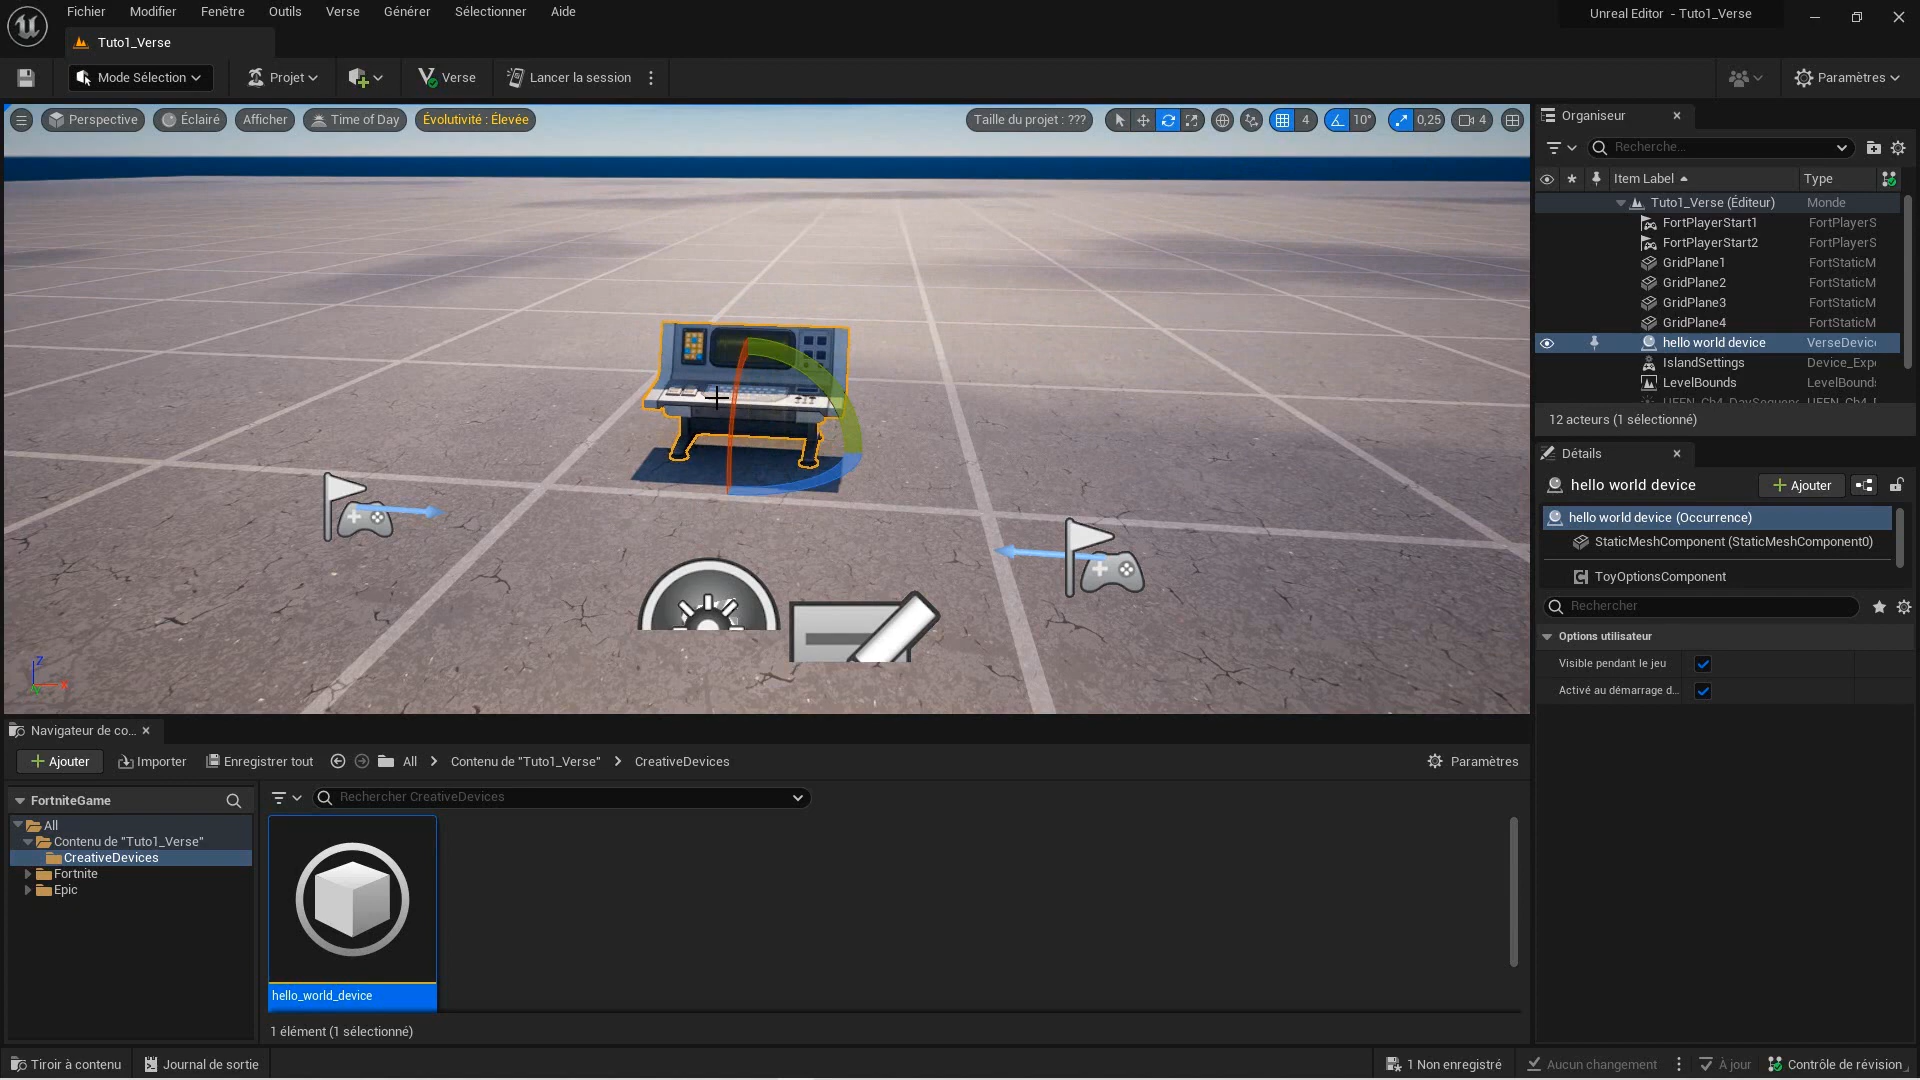 Fichier Modifier Fenêtre Outils Verse Générer Sélectionner Aide
Unreal Editor - Tuto1_Verse
Tuto1_Verse
Mode Sélection Projet Verse Lancer la session Paramètres
Perspective Éclairé Afficher Time of Day Évolutivité : Élevée Taille du projet : ??? 4 10° 0,25 4
Organiseur
Recherche...
Item Label Type
Tuto1_Verse (Éditeur) Monde
FortPlayerStart1 FortPlayerS
FortPlayerStart2 FortPlayerS
GridPlane1 FortStaticM
GridPlane2 FortStaticM
GridPlane3 FortStaticM
GridPlane4 FortStaticM
hello world device VerseDevic
IslandSettings Device_Exp
LevelBounds LevelBound
12 acteurs (1 sélectionné)
Détails
hello world device Ajouter
hello world device (Occurrence)
StaticMeshComponent (StaticMeshComponent0)
ToyOptionsComponent
Rechercher
Options utilisateur
Visible pendant le jeu
Activé au démarrage d...
Z
Navigateur de co...
Ajouter Importer Enregistrer tout All Contenu de "Tuto1_Verse" CreativeDevices Paramètres
FortniteGame
Rechercher CreativeDevices
All
Contenu de "Tuto1_Verse"
CreativeDevices
Fortnite
Epic
hello_world_device
1 élément (1 sélectionné)
Tiroir à contenu Journal de sortie 1 Non enregistré Aucun changement À jour Contrôle de révision